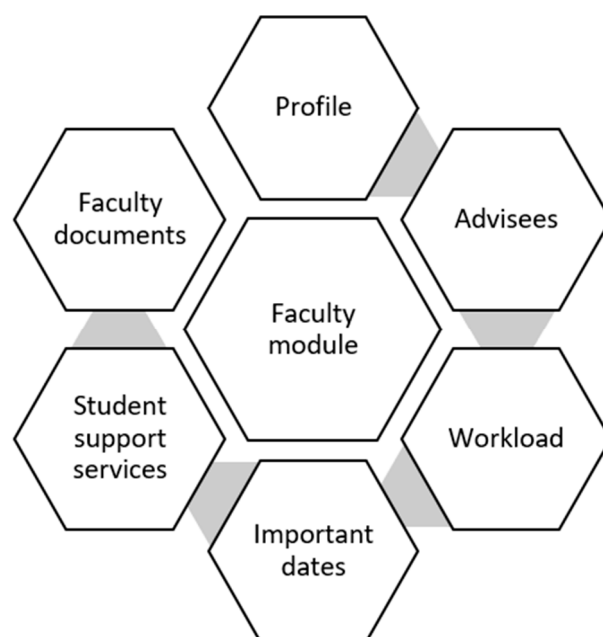 Profile
Advisees
Workload
Important
dates
Student
support
services
Faculty
documents
Faculty
module